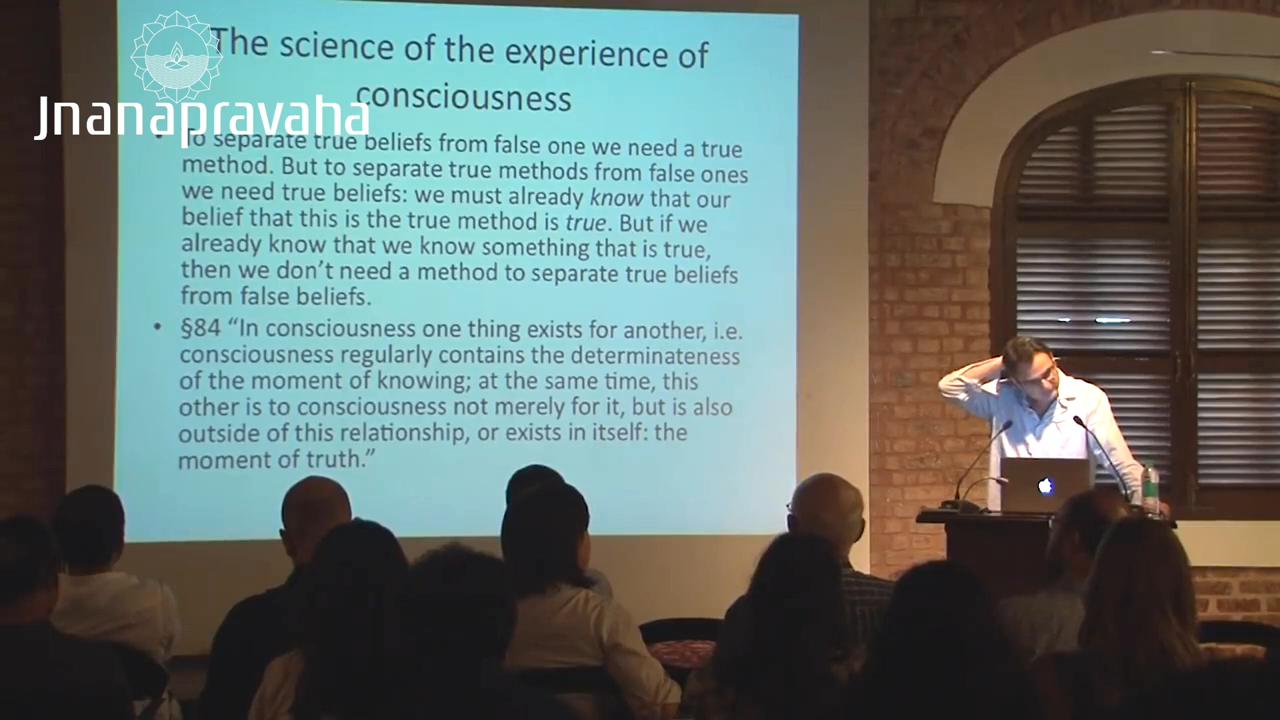 The science of the experience of
consciousness
Jnanapravaha
• To separate true beliefs from false one we need a true
method. But to separate true methods from false ones
we need true beliefs: we must already know that our
belief that this is the true method is true. But if we
already know that we know something that is true,
then we don't need a method to separate true beliefs
from false beliefs.
• §84 “In consciousness one thing exists for another, i.e.
consciousness regularly contains the determinateness
of the moment of knowing; at the same time, this
other is to consciousness not merely for it, but is also
outside of this relationship, or exists in itself: the
moment of truth.”